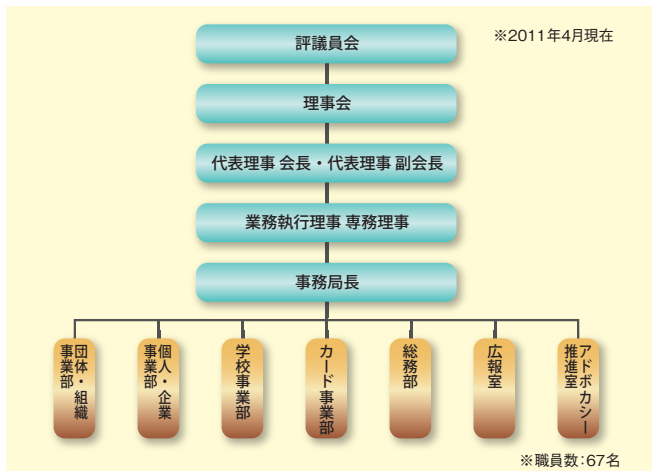 ※2011年4月現在
評議員会
理事会
代表理事 会長・代表理事 副会長
業務執行理事 専務理事
事務局長
団体・組織
事業部
個人・企業
事業部
学校事業部
カード事業部
総務部
広報室
アドボカシー
推進室
※職員数:67名